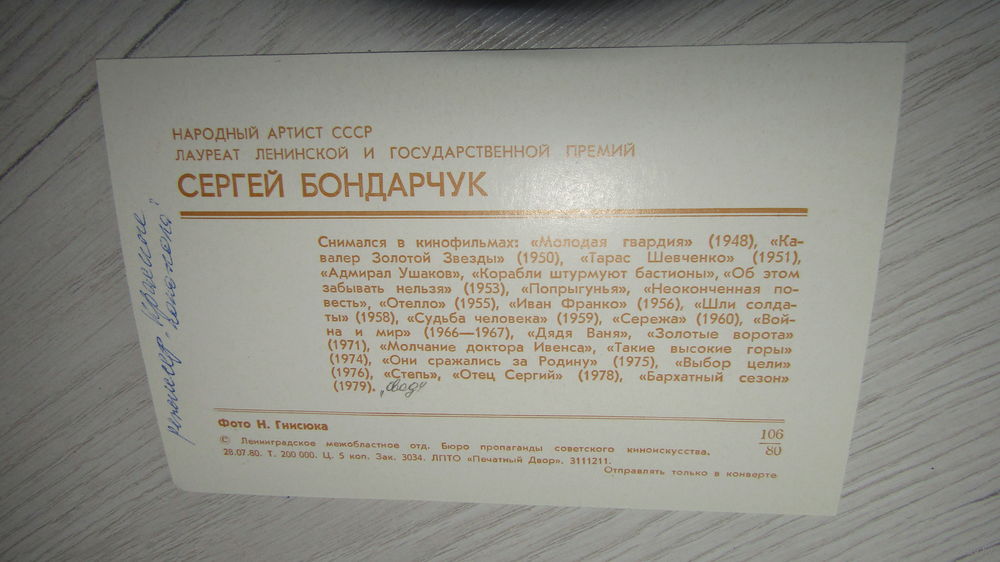 НАРОДНЫЙ АРТИСТ СССР
ЛАУРЕАТ ЛЕНИНСКОЙ И ГОСУДАРСТВЕННОЙ ПРЕМИЙ
СЕРГЕЙ БОНДАРЧУК
Снимался в кинофильмах: «Молодая гвардия» (1948), «Ка-
валер Золотой Звезды» (1950), «Тарас Шевченко» (1951),
«Адмирал Ушаков», «Корабли штурмуют бастионы», «Об этом
забывать нельзя» (1953), «Попрыгунья», «Неоконченная по-
весть», «Отелло» (1955), «Иван Франко» (1956), «Шли солда-
ты» (1958), «Судьба человека» (1959), «Сережа» (1960), «Вой-
на и мир» (1966—1967), «Дядя Ваня», «Золотые ворота»
(1971), «Молчание доктора Ивенса», «Такие высокие горы»
(1974), «Они сражались за Родину» (1975), «Выбор цели»
(1976), «Степь», «Отец Сергий» (1978), «Бархатный сезон»
(1979).
Фото Н. Гнисюка
© Ленинградское межобластное отд. Бюро пропаганды советского киноискусства.
28.07.80. Т. 200 000. Ц. 5 коп. Зак. 3034. ЛПТО «Печатный Двор». 3111211.
106
80
Отправлять только в конверте
режиссер „Красные
колокола"